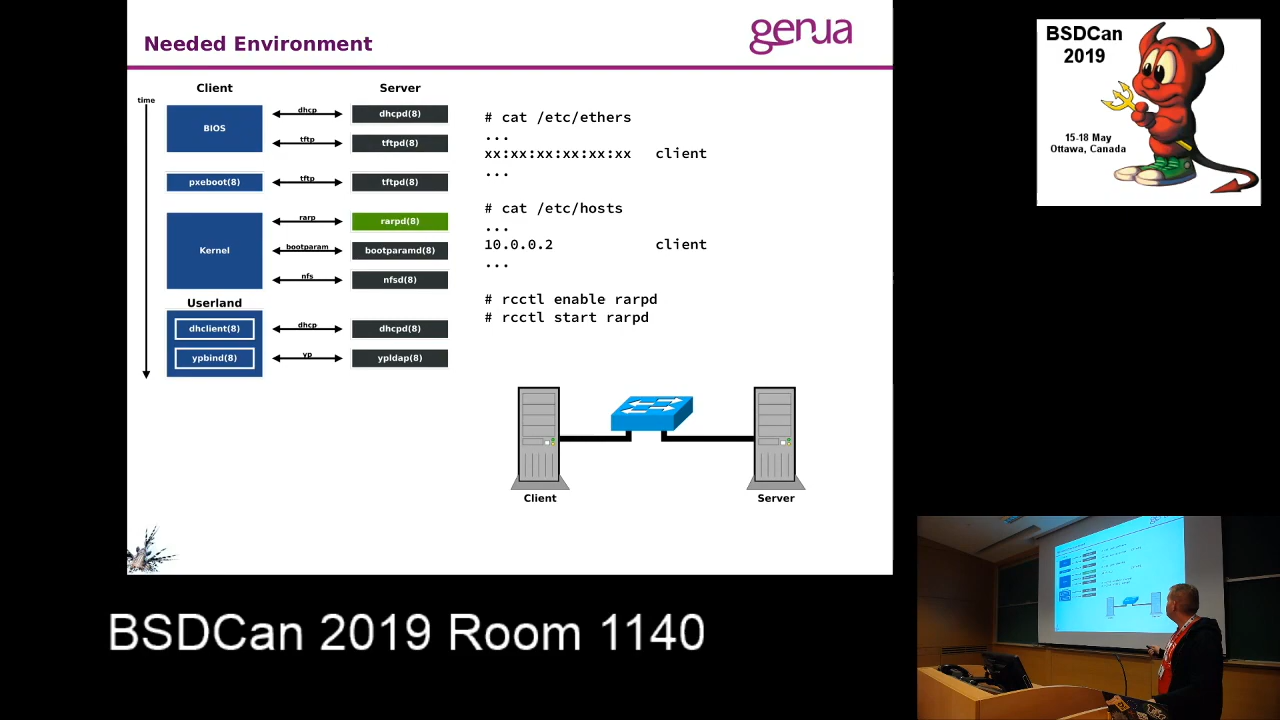 Needed Environment
genua
Client
Server
time
BIOS
dhcp
dhcpd(8)
tftp
tftpd(8)
pxeboot(8)
tftp
tftpd(8)
Kernel
rarp
rarpd(8)
bootparam
bootparamd(8)
nfs
nfsd(8)
Userland
dhclient(8)
dhcp
dhcpd(8)
ypbind(8)
yp
ypldap(8)
# cat /etc/ethers
...
xx:xx:xx:xx:xx:xx client
...
# cat /etc/hosts
...
10.0.0.2 client
...
# rcctl enable rarpd
# rcctl start rarpd
Client
Server
BSDCan
2019
15-18 May
Ottawa, Canada
BSDCan 2019 Room 1140